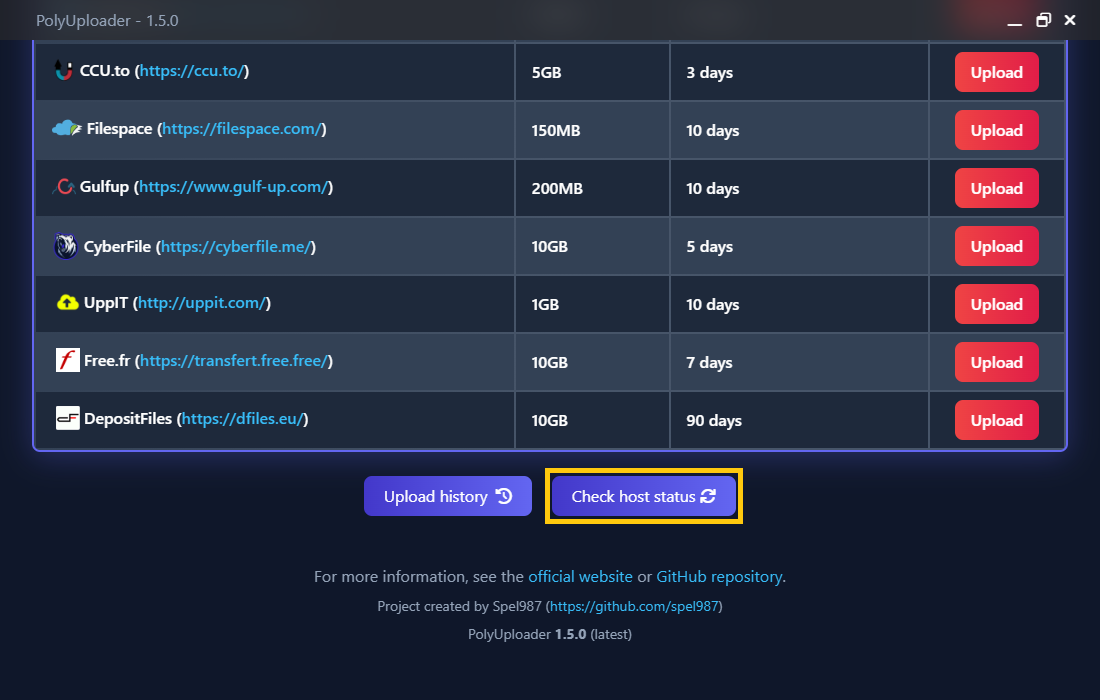 PolyUploader - 1.5.0
CCU.to (https://ccu.to/) 5GB 3 days Upload
Filespace (https://filespace.com/) 150MB 10 days Upload
Gulfup (https://www.gulf-up.com/) 200MB 10 days Upload
CyberFile (https://cyberfile.me/) 10GB 5 days Upload
UppIT (http://uppit.com/) 1GB 10 days Upload
Free.fr (https://transfert.free.free/) 10GB 7 days Upload
DepositFiles (https://dfiles.eu/) 10GB 90 days Upload
Upload history Check host status
For more information, see the official website or GitHub repository.
Project created by Spel987 (https://github.com/spel987)
PolyUploader 1.5.0 (latest)